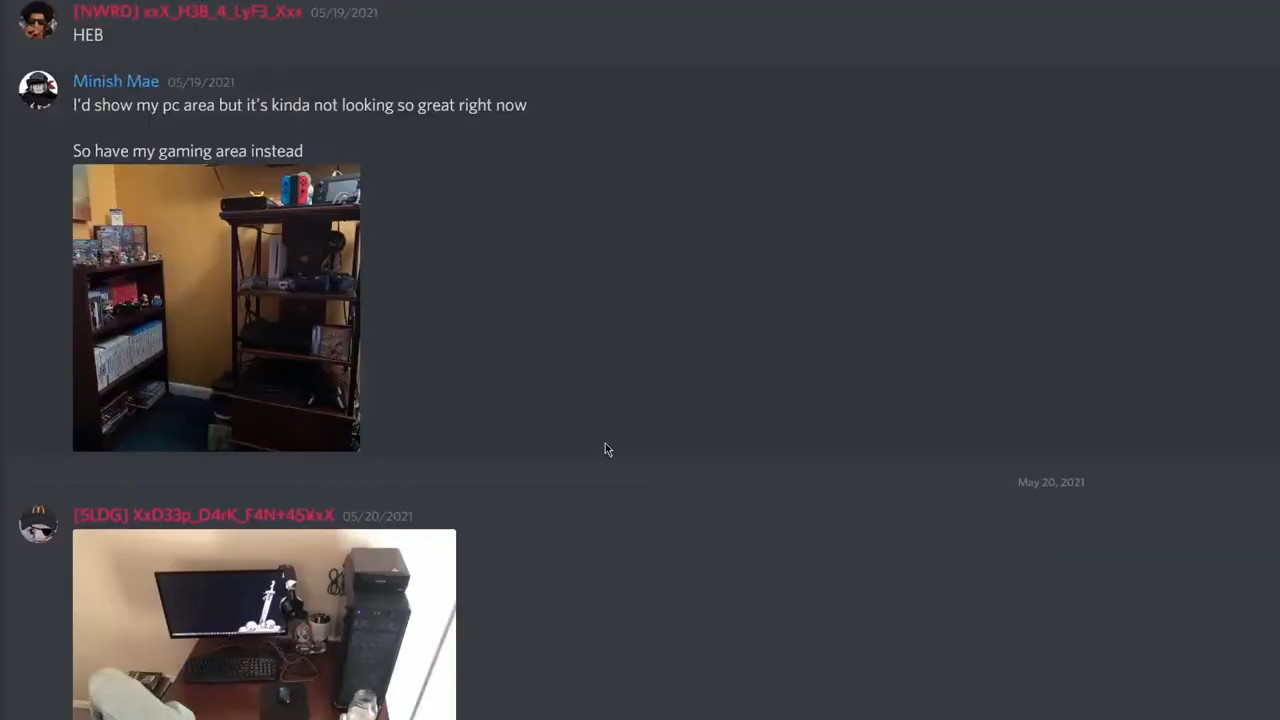 [NWRD] xxX_H3B_4_LyF3_Xxx 05/19/2021
HEB
Minish Mae 05/19/2021
I'd show my pc area but it's kinda not looking so great right now
So have my gaming area instead
May 20, 2021
[5LDG] XxD33p_D4rK_F4N+45¥xX 05/20/2021